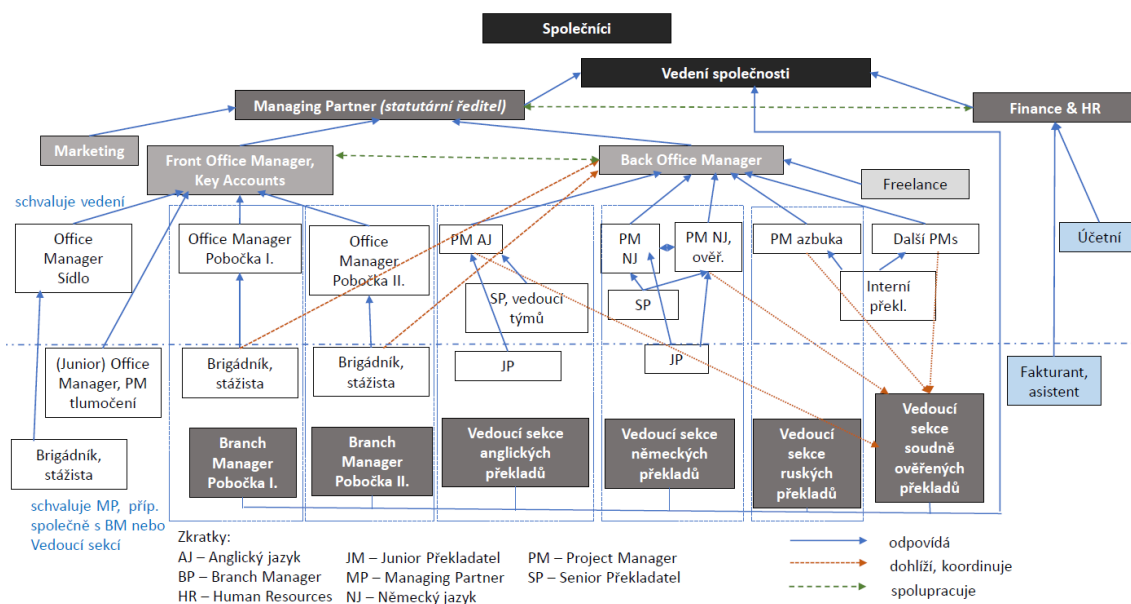 Společníci
Vedení společnosti
Managing Partner (statutární ředitel)
Finance & HR
Marketing
Front Office Manager,
Key Accounts
Back Office Manager
Freelance
schvaluje vedení
Office
Manager
Sídlo
Office Manager
Pobočka I.
Office
Manager
Pobočka II.
PM AJ
PM
NJ
PM NJ,
ověř.
PM azbuka
Další PMs
Účetní
SP, vedoucí
týmů
SP
Interní
překl.
(Junior) Office
Manager, PM
tlumočení
Brigádník,
stážista
Brigádník,
stážista
JP
JP
Fakturant,
asistent
Brigádník,
stážista
Branch
Manager
Pobočka I.
Branch
Manager
Pobočka II.
Vedoucí sekce
anglických
překladů
Vedoucí sekce
německých
překladů
Vedoucí
sekce
ruských
překladů
Vedoucí
sekce
soudně
ověřených
překladů
schvaluje MP, příp.
společně s BM nebo
Vedoucí sekcí
Zkratky:
AJ – Anglický jazyk
BP – Branch Manager
HR – Human Resources
JM – Junior Překladatel
MP – Managing Partner
NJ – Německý jazyk
PM – Project Manager
SP – Senior Překladatel
odpovídá
dohlíží, koordinuje
spolupracuje